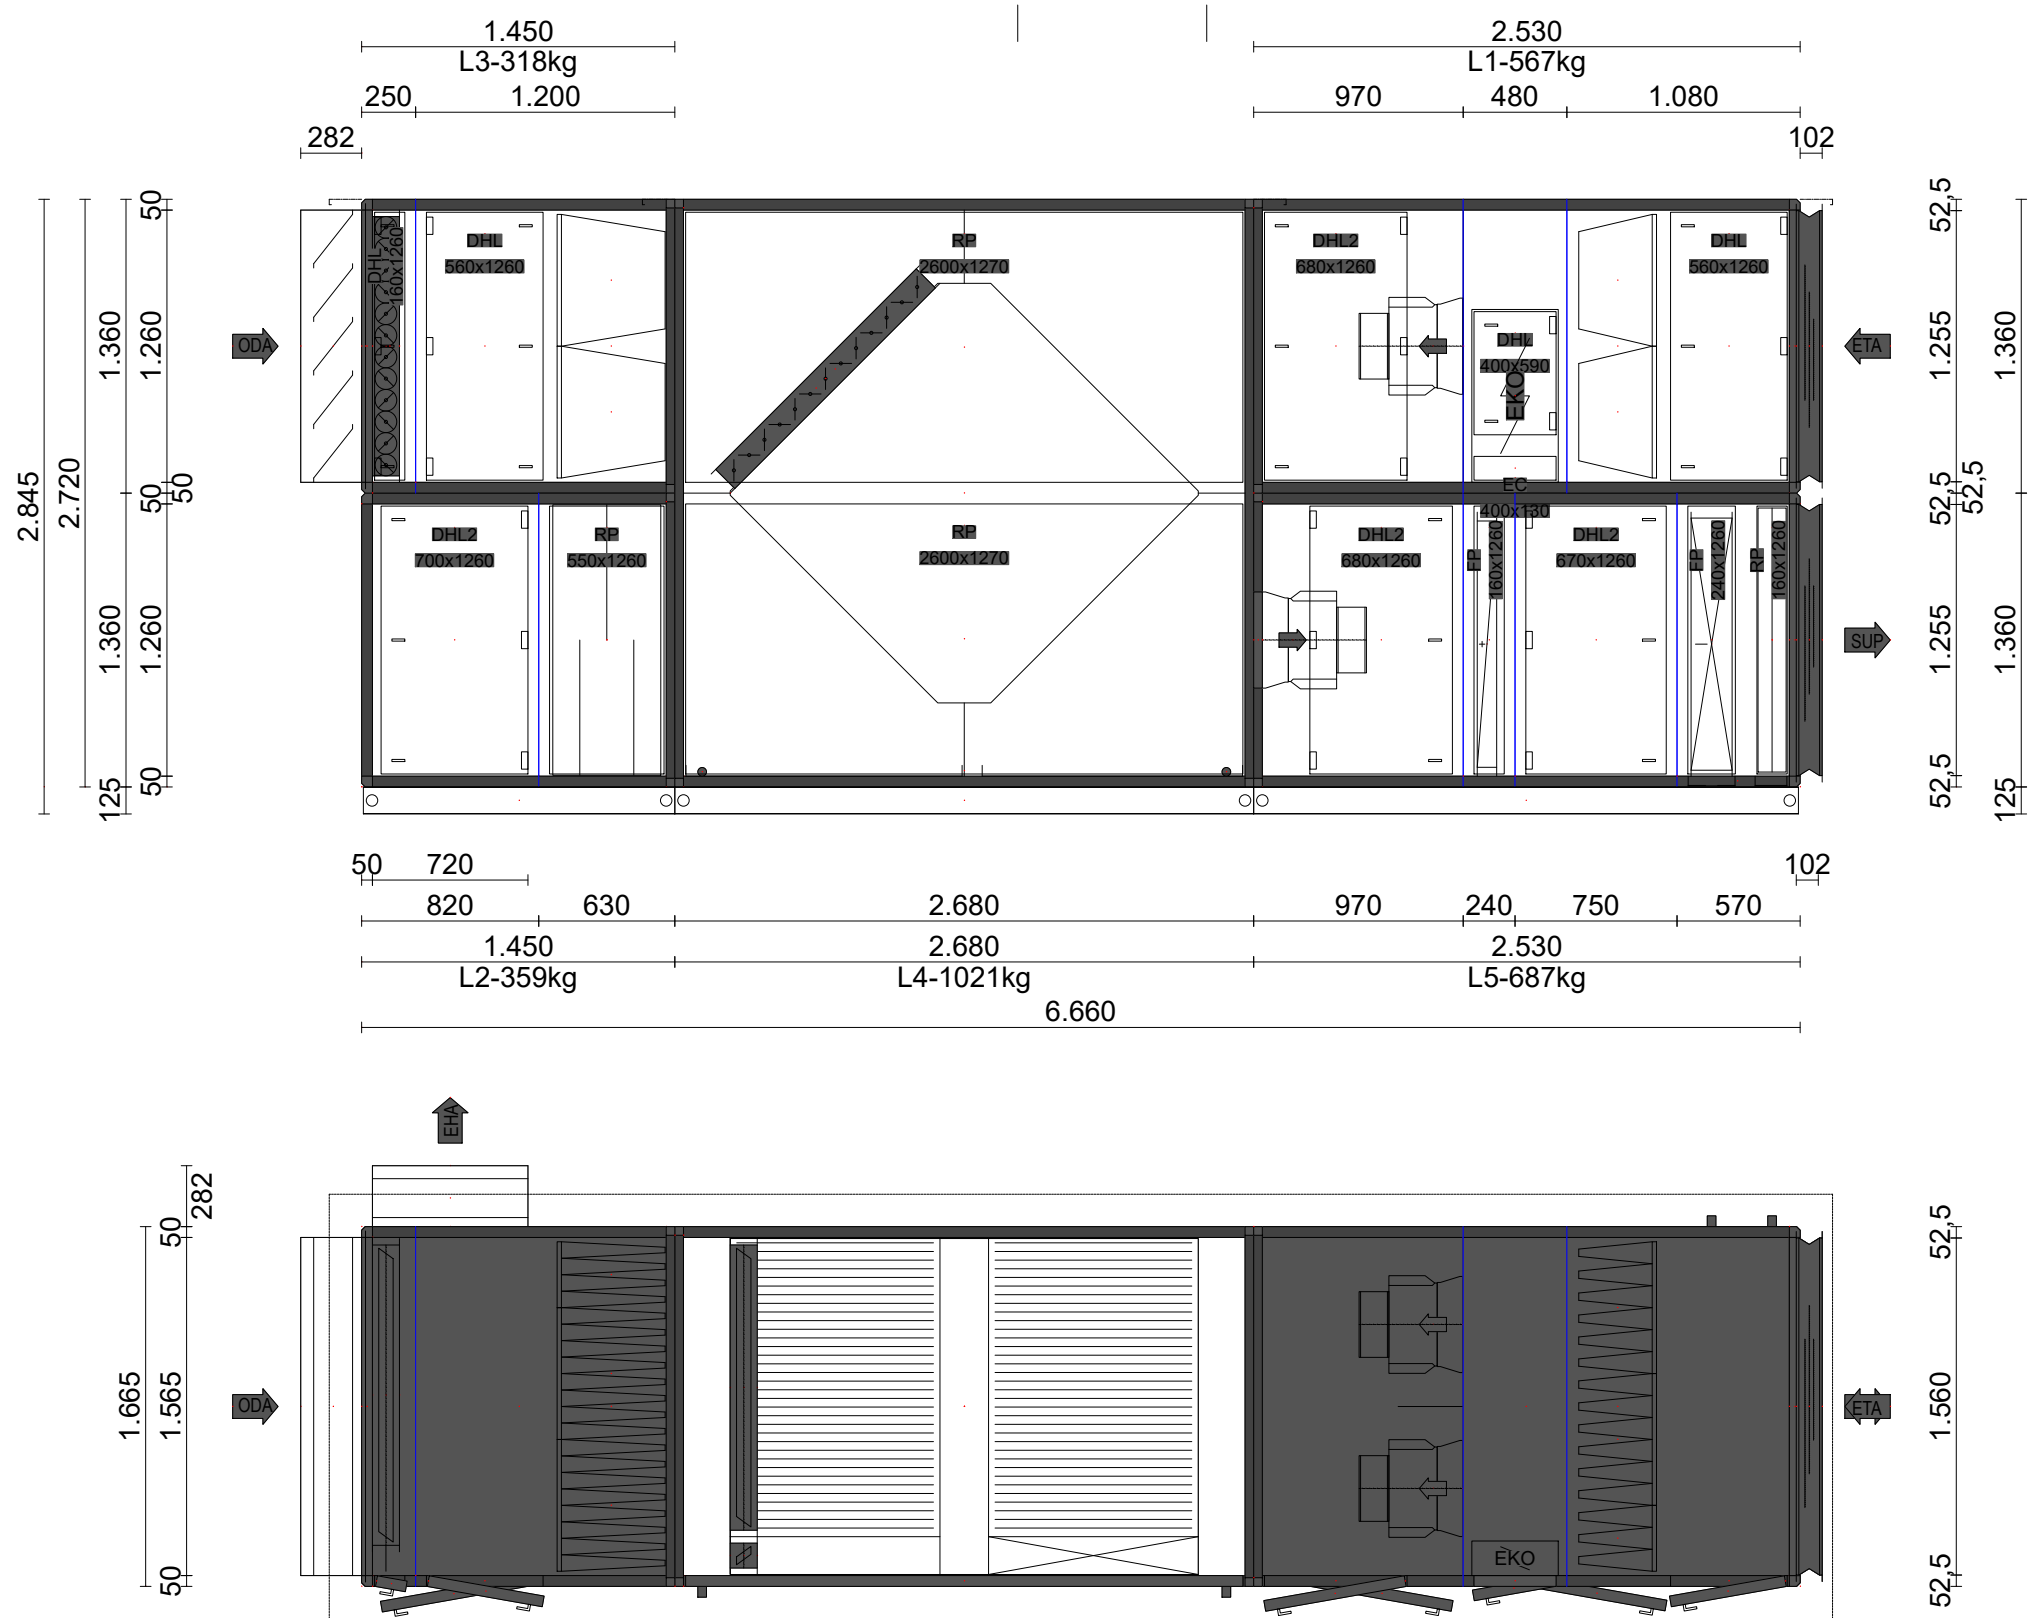 1.450
2.530
L3-318kg
L1-567kg
250
1.200
970
480
1.080
282
102
50
52,5
DHL
160x1260
DHL
560x1260
RP
2600x1270
DHL2
680x1260
DHL
560x1260
ODA
1.360
1.260
DHL
400x590
EKO
1.255
1.360
ETA
2.845
2.720
50
50
52,5
52,5
EC
400x130
DHL2
700x1260
RP
550x1260
RP
2600x1270
DHL2
680x1260
FP
160x1260
DHL2
670x1260
FP
240x1260
RP
160x1260
1.360
1.260
1.255
1.360
SUP
125
50
52,5
125
50
720
102
820
630
2.680
970
240
750
570
1.450
2.680
2.530
L2-359kg
L4-1021kg
L5-687kg
6.660
EHA
282
50
52,5
1.665
1.565
ODA
1.560
ETA
50
EKO
52,5